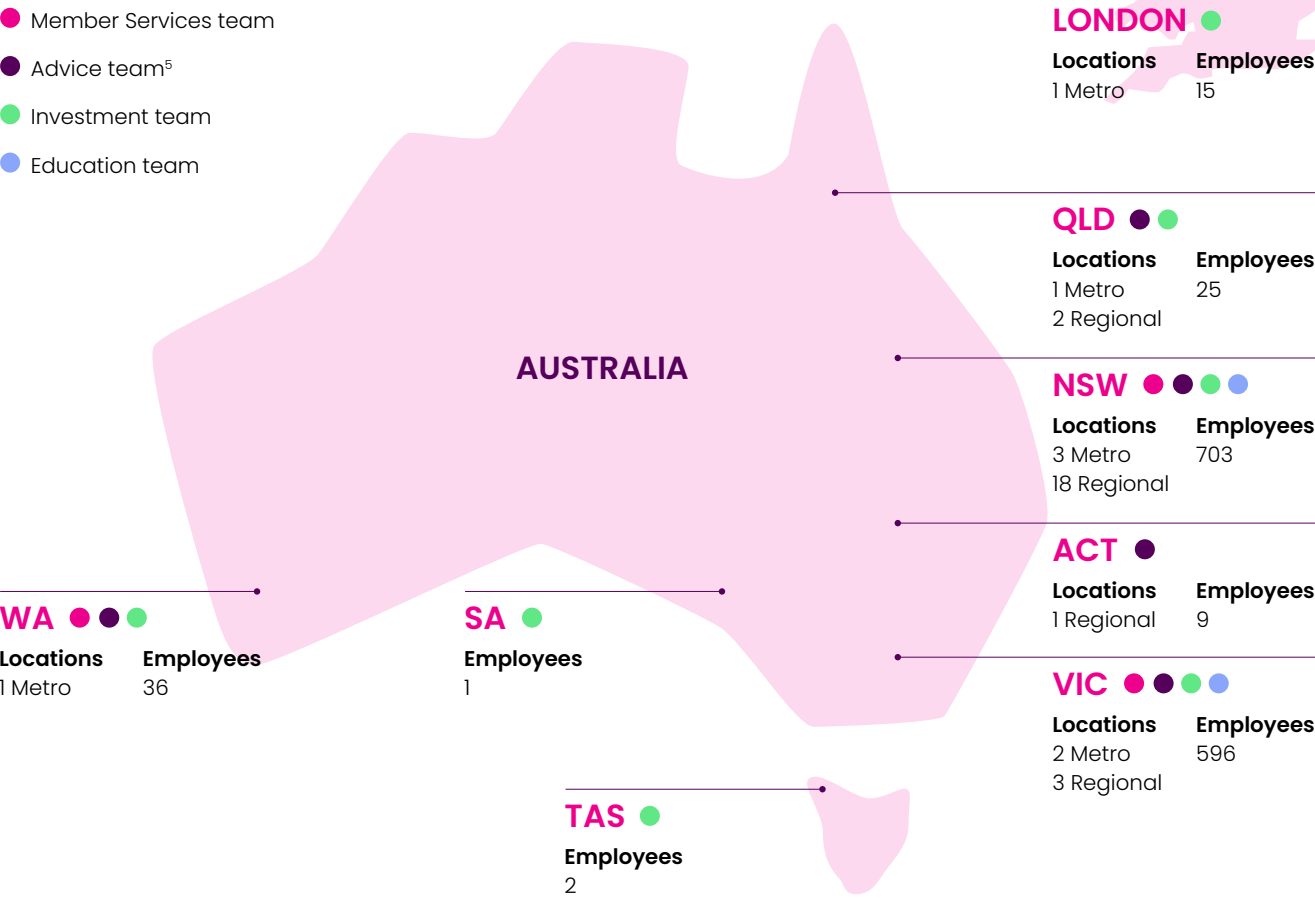 Member Services team
Advice team⁵
Investment team
Education team
AUSTRALIA
LONDON
Locations Employees
1 Metro 15
QLD
Locations Employees
1 Metro 25
2 Regional
NSW
Locations Employees
3 Metro 703
18 Regional
ACT
Locations Employees
1 Regional 9
VIC
Locations Employees
2 Metro 596
3 Regional
WA
Locations Employees
1 Metro 36
SA
Employees
1
TAS
Employees
2